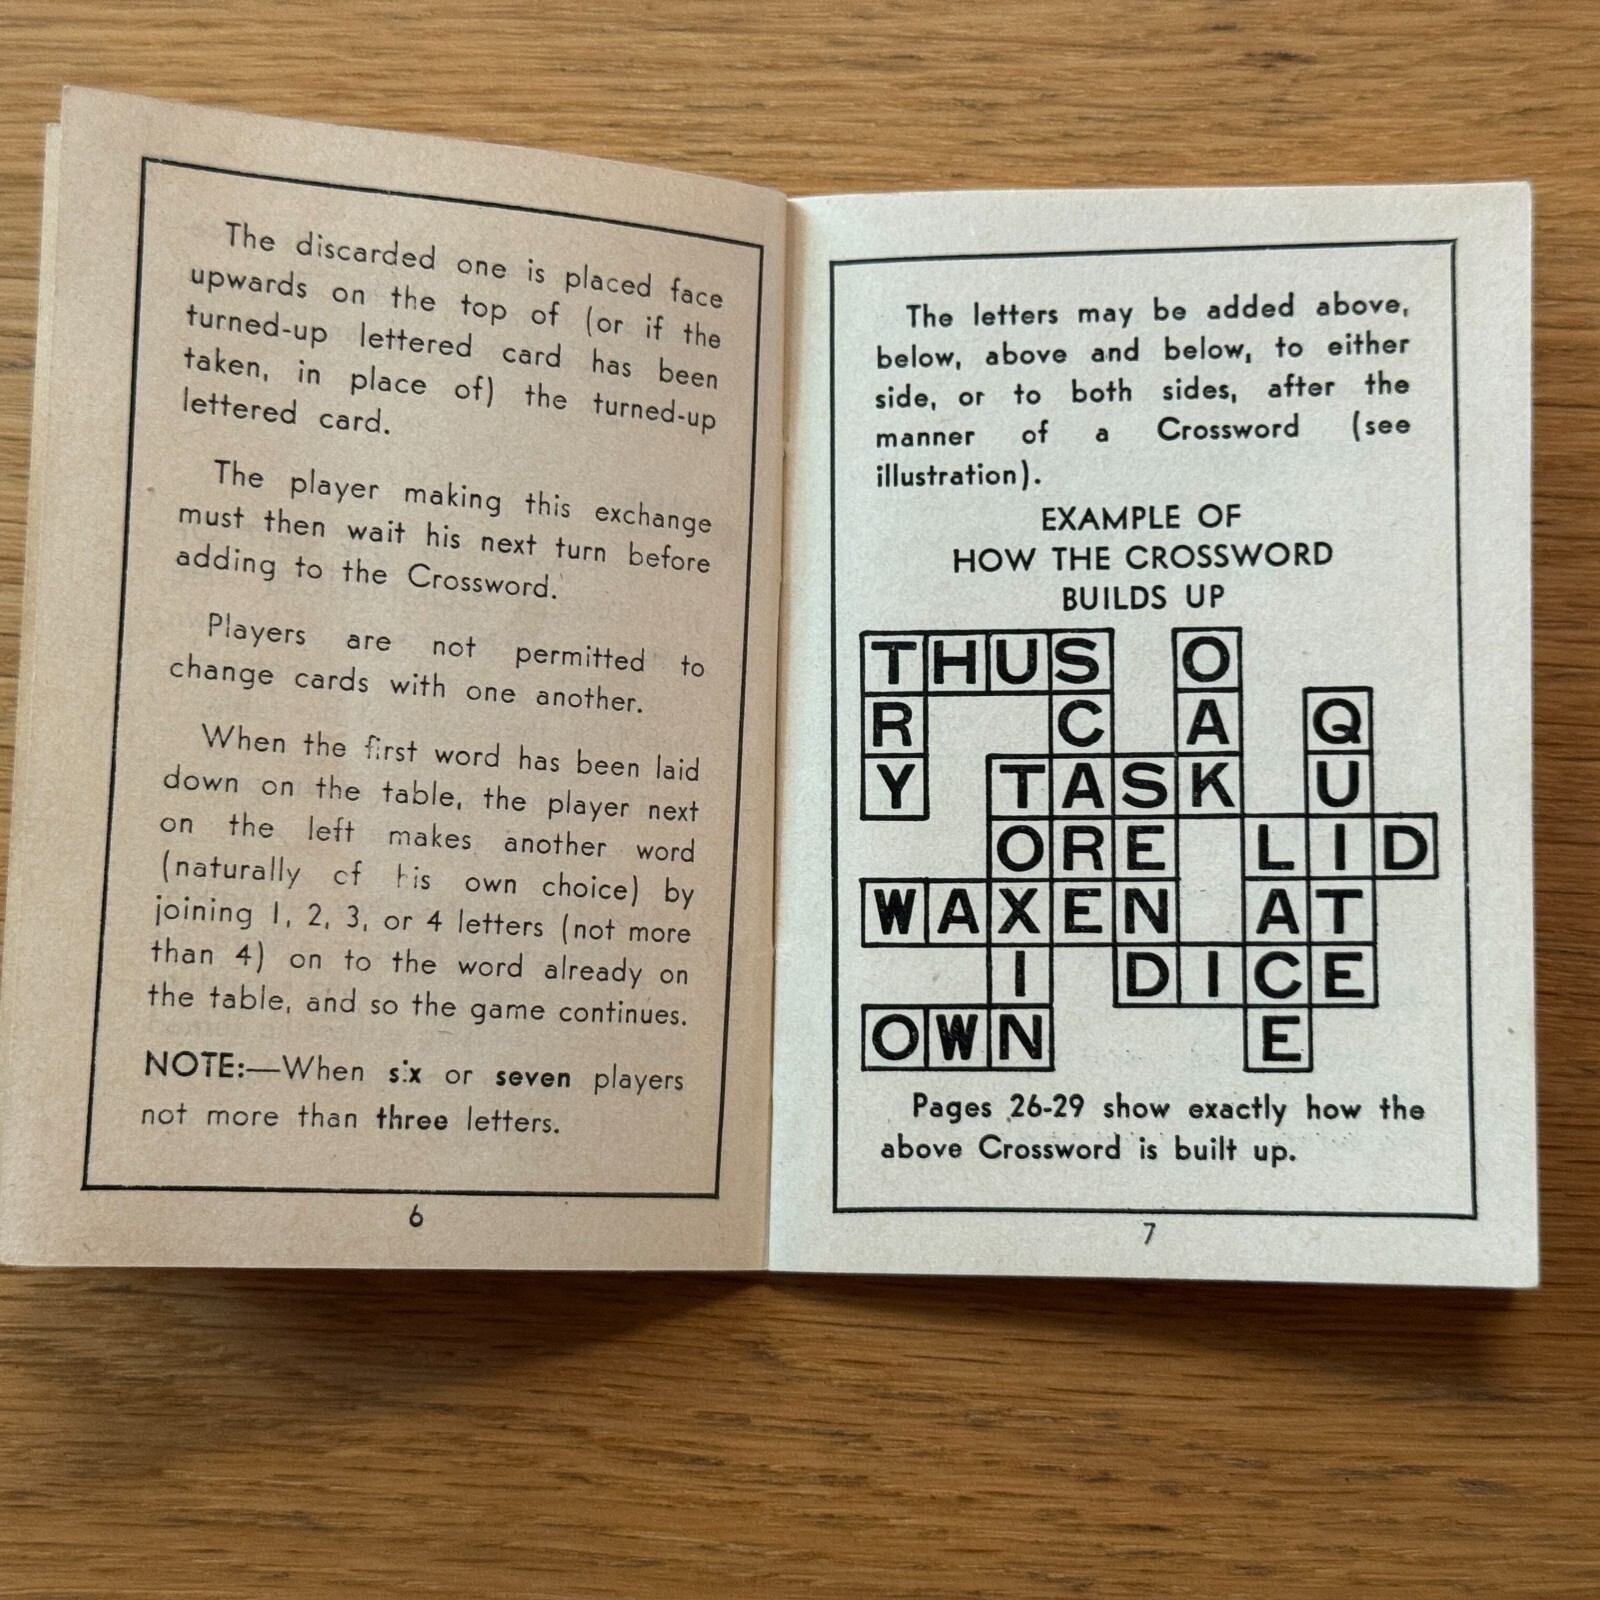 The discarded one is placed face
upwards on the top of (or if the
turned-up lettered card has been
taken, in place of) the turned-up
lettered card.
The player making this exchange
must then wait his next turn before
adding to the Crossword.
Players are not permitted to
change cards with one another.
When the first word has been laid
down on the table, the player next
on the left makes another word
(naturally of his own choice) by
joining 1, 2, 3, or 4 letters (not more
than 4) on to the word already on
the table, and so the game continues.
NOTE:—When six or seven players
not more than three letters.
6
The letters may be added above,
below, above and below, to either
side, or to both sides, after the
manner of a Crossword (see
illustration).
EXAMPLE OF
HOW THE CROSSWORD
BUILDS UP
THUS O
R C A Q
Y TASK U
ORE LID
WAXEN AT
I DICE
OWN E
Pages 26-29 show exactly how the
above Crossword is built up.
7